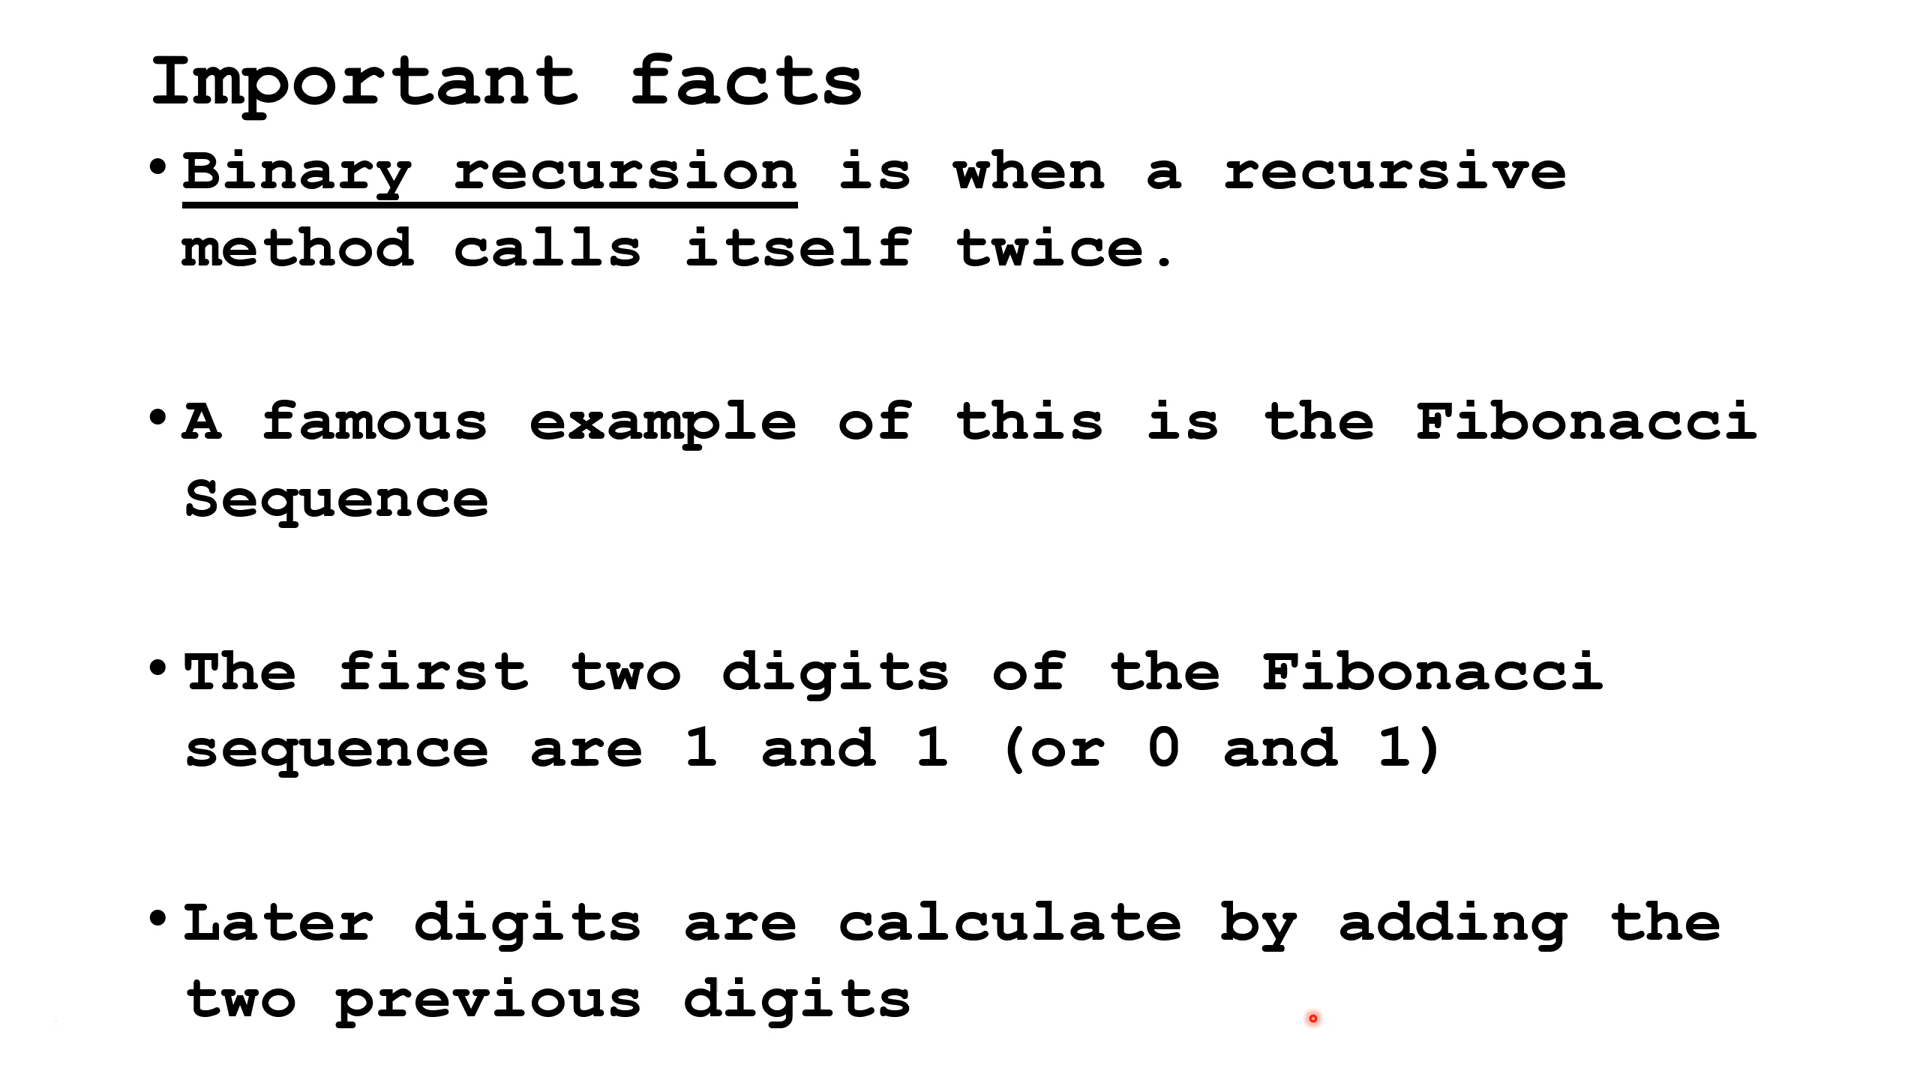 Important facts
• Binary recursion is when a recursive
method calls itself twice.
• A famous example of this is the Fibonacci
Sequence
• The first two digits of the Fibonacci
sequence are 1 and 1 (or 0 and 1)
• Later digits are calculate by adding the
two previous digits